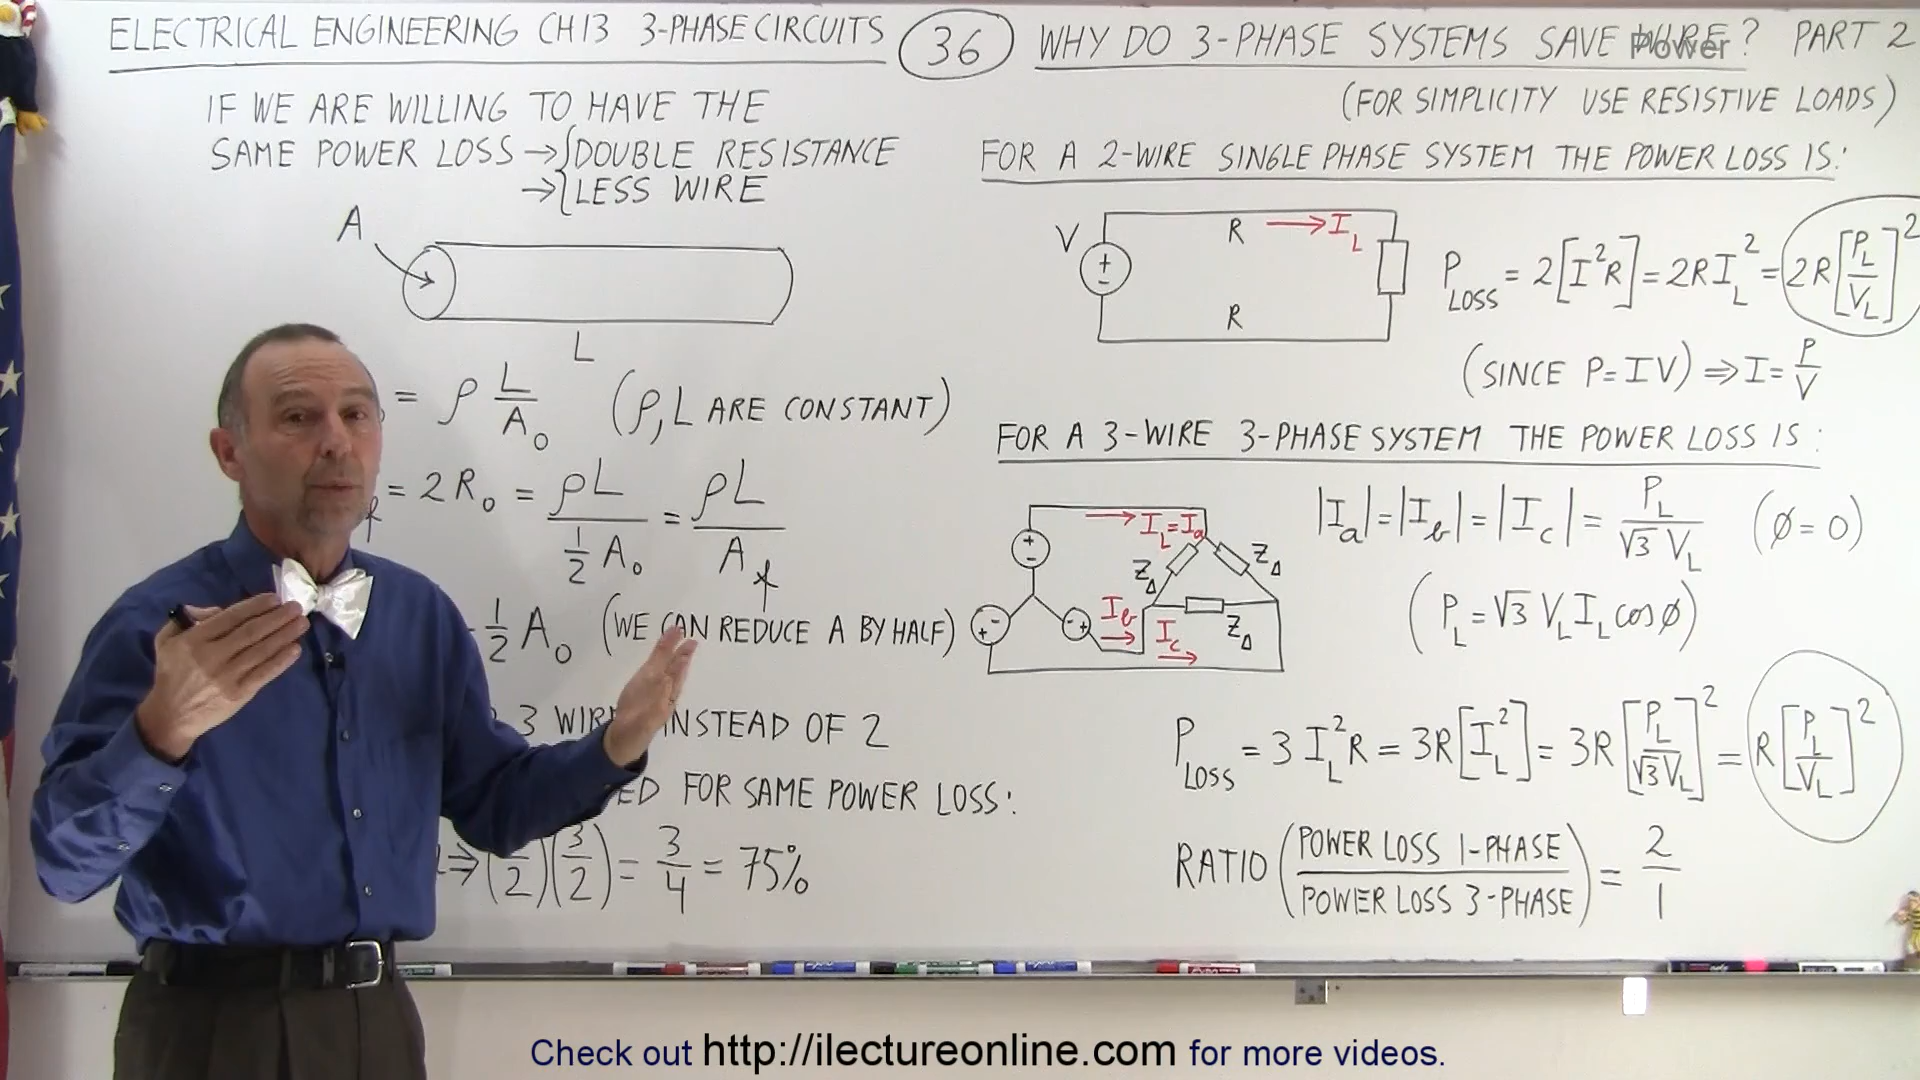 ELECTRICAL ENGINEERING CH 13 3-PHASE CIRCUITS
36
WHY DO 3-PHASE SYSTEMS SAVE Power? PART 2
(FOR SIMPLICITY USE RESISTIVE LOADS)
IF WE ARE WILLING TO HAVE THE
SAME POWER LOSS → { DOUBLE RESISTANCE
→ { LESS WIRE
A
L
= ρ L/A₀ (ρ, L ARE CONSTANT)
= 2R₀ = ρL / ½A₀ = ρL / A_f
½ A₀ (WE CAN REDUCE A BY HALF)
3 INSTEAD OF 2
FOR SAME POWER LOSS:
⇒ ( /2)(3/2) = 3/4 = 75%
FOR A 2-WIRE SINGLE PHASE SYSTEM THE POWER LOSS IS:
V + - R → I_L
R
P_LOSS = 2[I²R] = 2RI_L² = 2R[P_L/V_L]²
(SINCE P = IV) ⇒ I = P/V
FOR A 3-WIRE 3-PHASE SYSTEM THE POWER LOSS IS:
→ I_L = I_a
Z_Δ Z_Δ
I_b →
I_c →
Z_Δ
|I_a| = |I_b| = |I_c| = P_L / √3 V_L (φ = 0)
(P_L = √3 V_L I_L cos φ)
P_LOSS = 3 I_L² R = 3R[I_L²] = 3R[P_L/√3 V_L]² = R[P_L/V_L]²
RATIO (POWER LOSS 1-PHASE / POWER LOSS 3-PHASE) = 2/1
Check out http://ilectureonline.com for more videos.